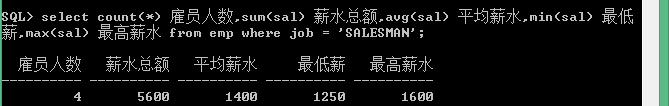 SQL> select count(*) 雇员人数,sum(sal) 薪水总额,avg(sal) 平均薪水,min(sal) 最低
薪,max(sal) 最高薪水 from emp where job = 'SALESMAN';
雇员人数 薪水总额 平均薪水 最低薪 最高薪水
---------- ---------- ---------- ---------- ----------
4 5600 1400 1250 1600